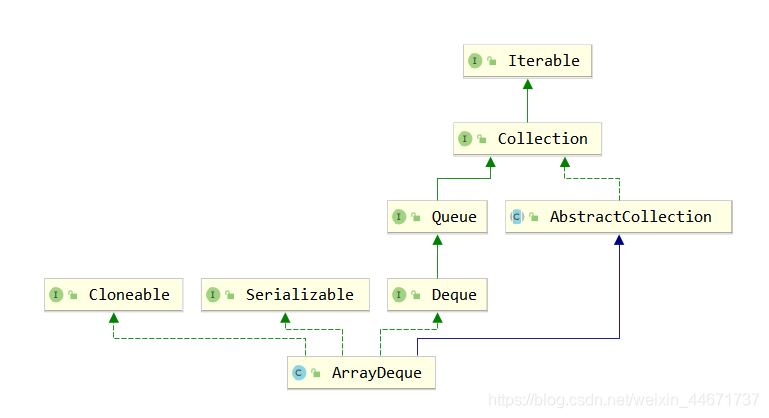 I Iterable
I Collection
I Queue
C AbstractCollection
I Cloneable
I Serializable
I Deque
C ArrayDeque
https://blog.csdn.net/weixin_44671737